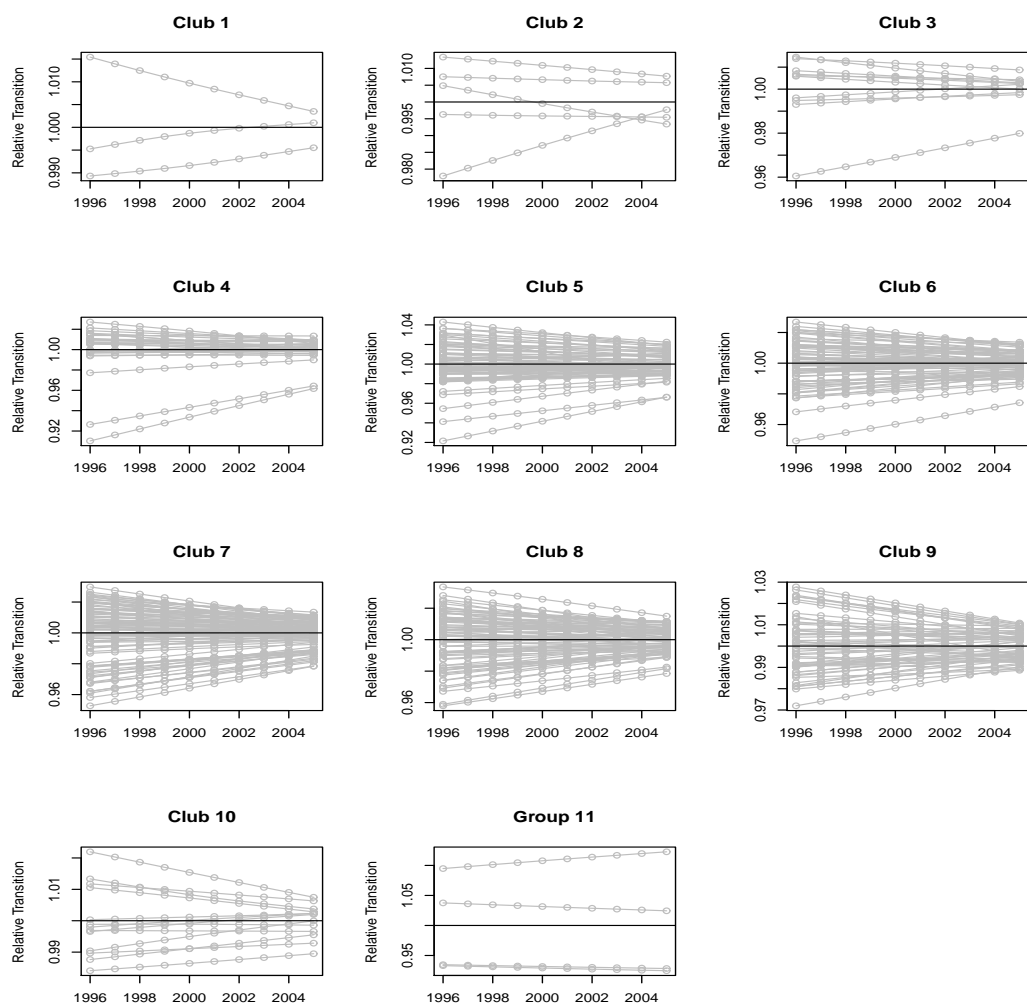 Club 1
Relative Transition
0.990 1.000 1.010
1996 1998 2000 2002 2004
Club 2
Relative Transition
0.980 0.995 1.010
1996 1998 2000 2002 2004
Club 3
Relative Transition
0.96 0.98 1.00
1996 1998 2000 2002 2004
Club 4
Relative Transition
0.92 0.96 1.00
1996 1998 2000 2002 2004
Club 5
Relative Transition
0.92 0.96 1.00 1.04
1996 1998 2000 2002 2004
Club 6
Relative Transition
0.96 1.00
1996 1998 2000 2002 2004
Club 7
Relative Transition
0.96 1.00
1996 1998 2000 2002 2004
Club 8
Relative Transition
0.96 1.00
1996 1998 2000 2002 2004
Club 9
Relative Transition
0.97 0.99 1.01 1.03
1996 1998 2000 2002 2004
Club 10
Relative Transition
0.99 1.01
1996 1998 2000 2002 2004
Group 11
Relative Transition
0.95 1.05
1996 1998 2000 2002 2004